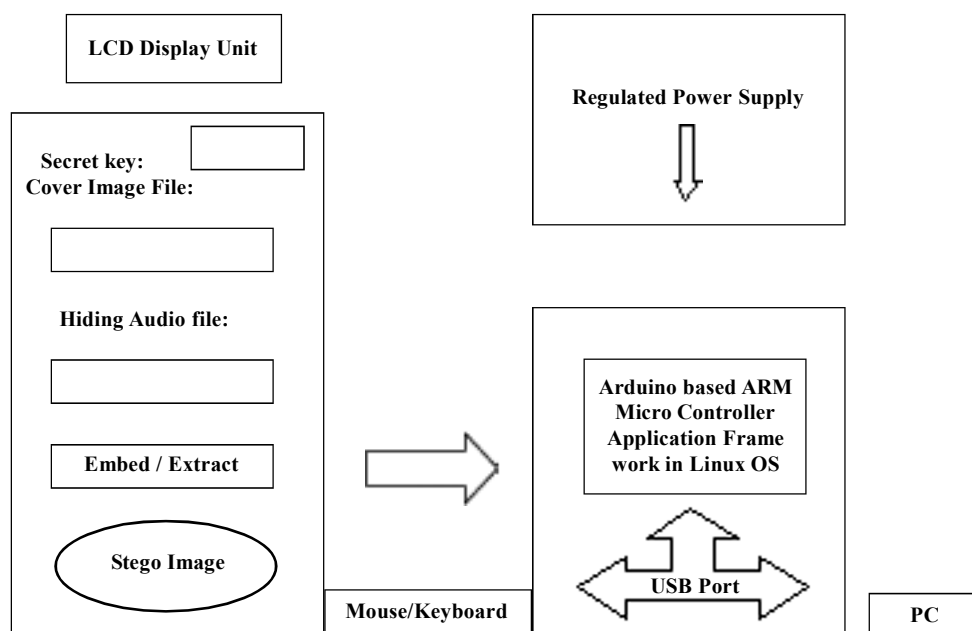 LCD Display Unit
Secret key:
Cover Image File:
Hiding Audio file:
Embed / Extract
Stego Image
Mouse/Keyboard
Regulated Power Supply
Arduino based ARM
Micro Controller
Application Frame
work in Linux OS
USB Port
PC